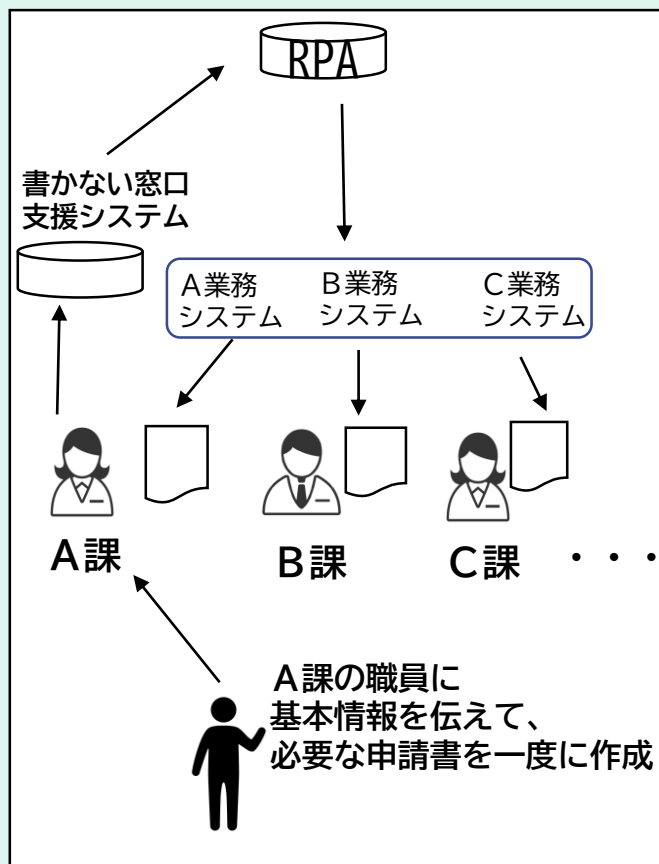 RPA
書かない窓口
支援システム
A業務
システム
B業務
システム
C業務
システム
A課
B課
C課
・・・
A課の職員に
基本情報を伝えて、
必要な申請書を一度に作成